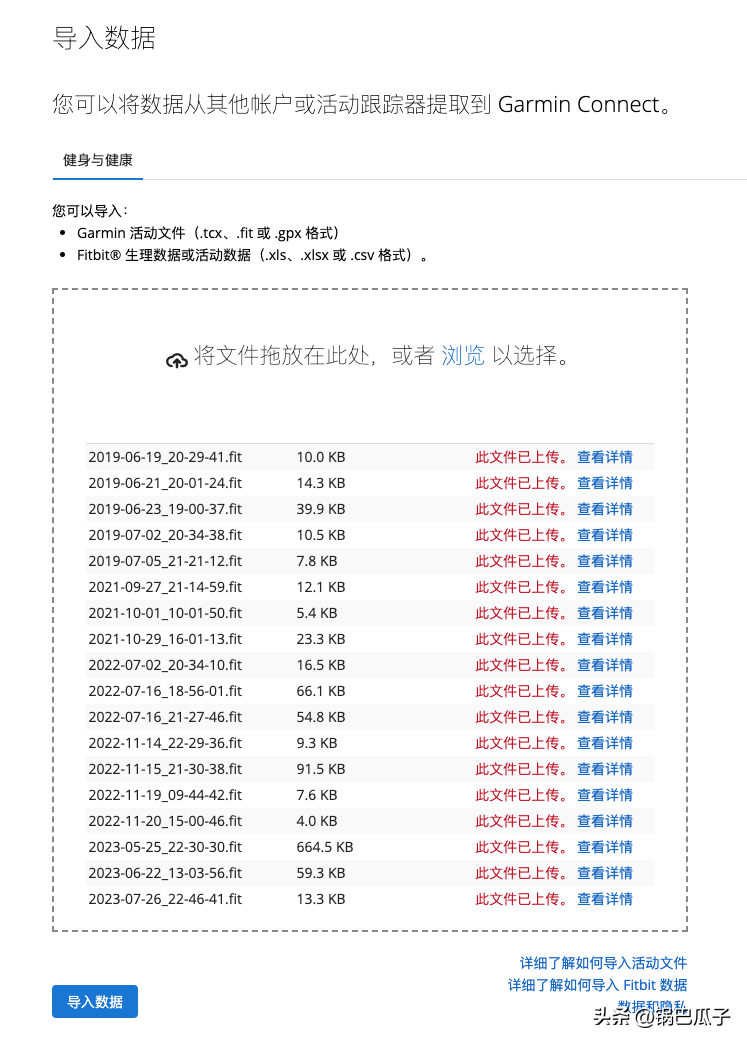 导入数据
您可以将数据从其他帐户或活动跟踪器提取到 Garmin Connect。
健身与健康
您可以导入：
• Garmin 活动文件（.tcx、.fit 或 .gpx 格式）
• Fitbit® 生理数据或活动数据（.xls、.xlsx 或 .csv 格式）。
将文件拖放在此处，或者 浏览 以选择。
2019-06-19_20-29-41.fit 10.0 KB 此文件已上传。 查看详情
2019-06-21_20-01-24.fit 14.3 KB 此文件已上传。 查看详情
2019-06-23_19-00-37.fit 39.9 KB 此文件已上传。 查看详情
2019-07-02_20-34-38.fit 10.5 KB 此文件已上传。 查看详情
2019-07-05_21-21-12.fit 7.8 KB 此文件已上传。 查看详情
2021-09-27_21-14-59.fit 12.1 KB 此文件已上传。 查看详情
2021-10-01_10-01-50.fit 5.4 KB 此文件已上传。 查看详情
2021-10-29_16-01-13.fit 23.3 KB 此文件已上传。 查看详情
2022-07-02_20-34-10.fit 16.5 KB 此文件已上传。 查看详情
2022-07-16_18-56-01.fit 66.1 KB 此文件已上传。 查看详情
2022-07-16_21-27-46.fit 54.8 KB 此文件已上传。 查看详情
2022-11-14_22-29-36.fit 9.3 KB 此文件已上传。 查看详情
2022-11-15_21-30-38.fit 91.5 KB 此文件已上传。 查看详情
2022-11-19_09-44-42.fit 7.6 KB 此文件已上传。 查看详情
2022-11-20_15-00-46.fit 4.0 KB 此文件已上传。 查看详情
2023-05-25_22-30-30.fit 664.5 KB 此文件已上传。 查看详情
2023-06-22_13-03-56.fit 59.3 KB 此文件已上传。 查看详情
2023-07-26_22-46-41.fit 13.3 KB 此文件已上传。 查看详情
详细了解如何导入活动文件
详细了解如何导入 Fitbit 数据
数据和隐私
导入数据
头条 @锅巴瓜子